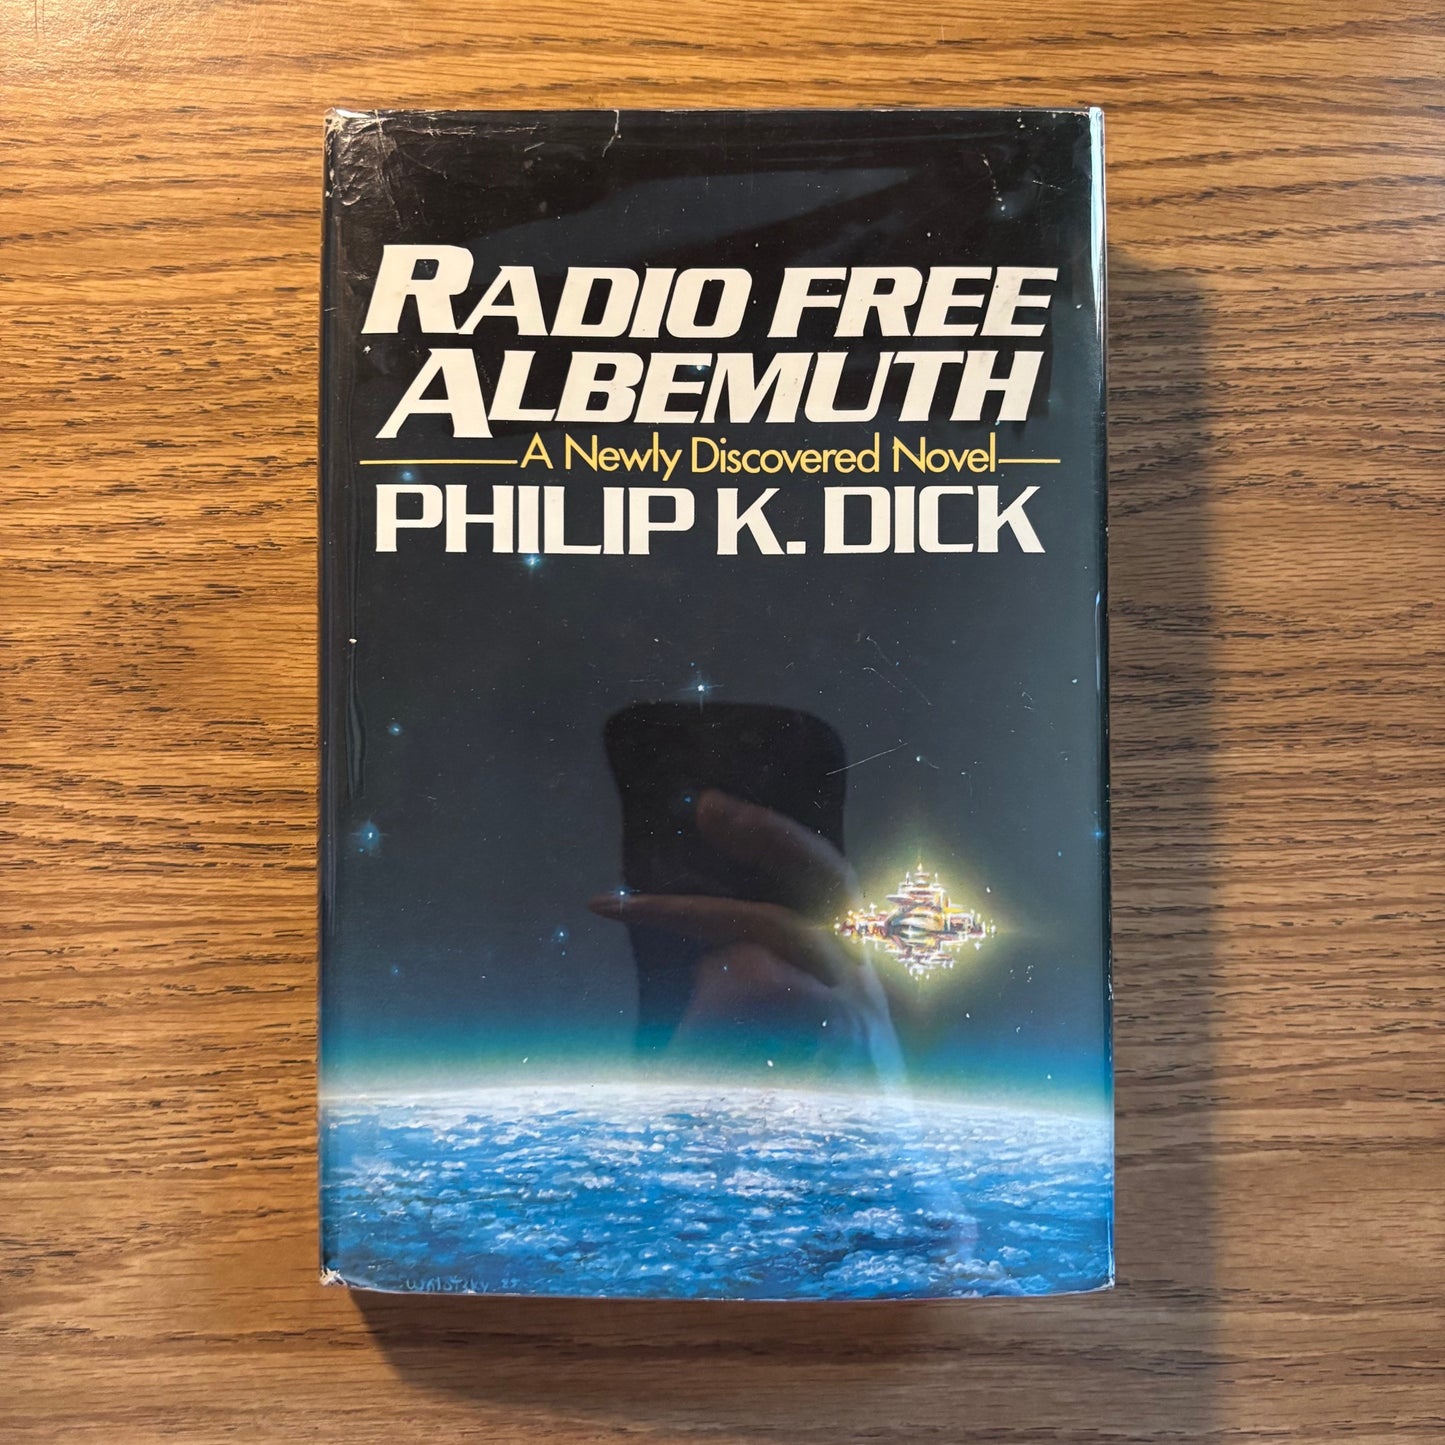 RADIO FREE
ALBEMUTH
A Newly Discovered Novel
PHILIP K. DICK